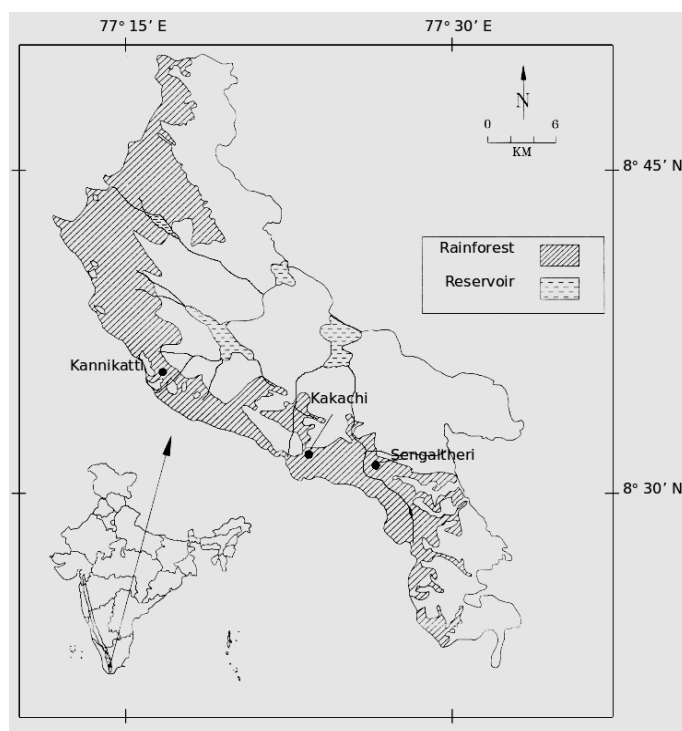 77° 15’ E
77° 30’ E
N
0 6
KM
8° 45’ N
Rainforest
Reservoir
Kannikatti
Kakachi
Sengaltheri
8° 30’ N